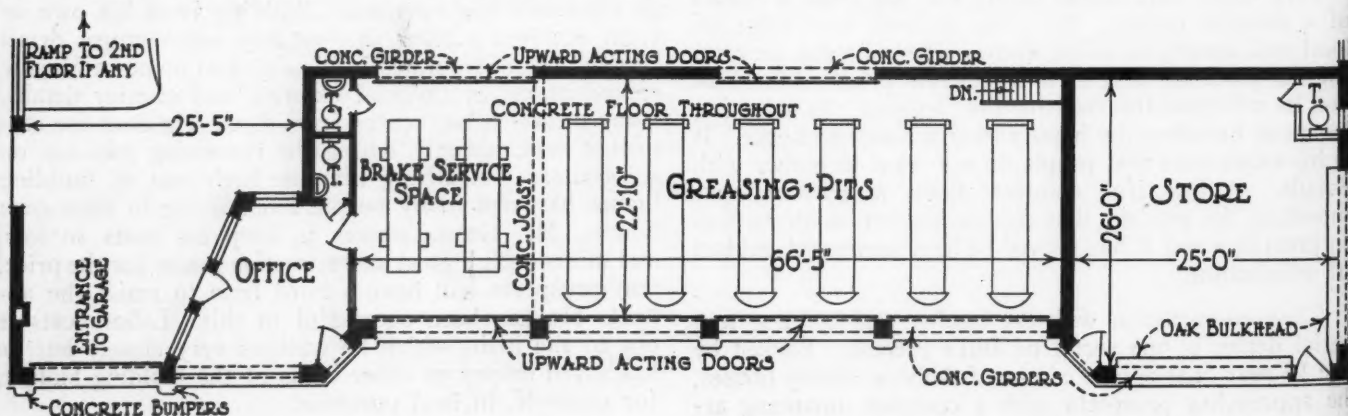 RAMP TO 2ND
FLOOR IF ANY
25'-5"
CONC. GIRDER
UPWARD ACTING DOORS
CONC. GIRDER
CONCRETE FLOOR THROUGHOUT
DN.
T.
T.
BRAKE SERVICE
SPACE
CONC. JOIST
22'-10"
GREASING-PITS
66'-5"
26'-0"
STORE
25'-0"
OFFICE
ENTRANCE
TO GARAGE
UPWARD ACTING DOORS
CONC. GIRDERS
OAK BULKHEAD
CONCRETE BUMPERS